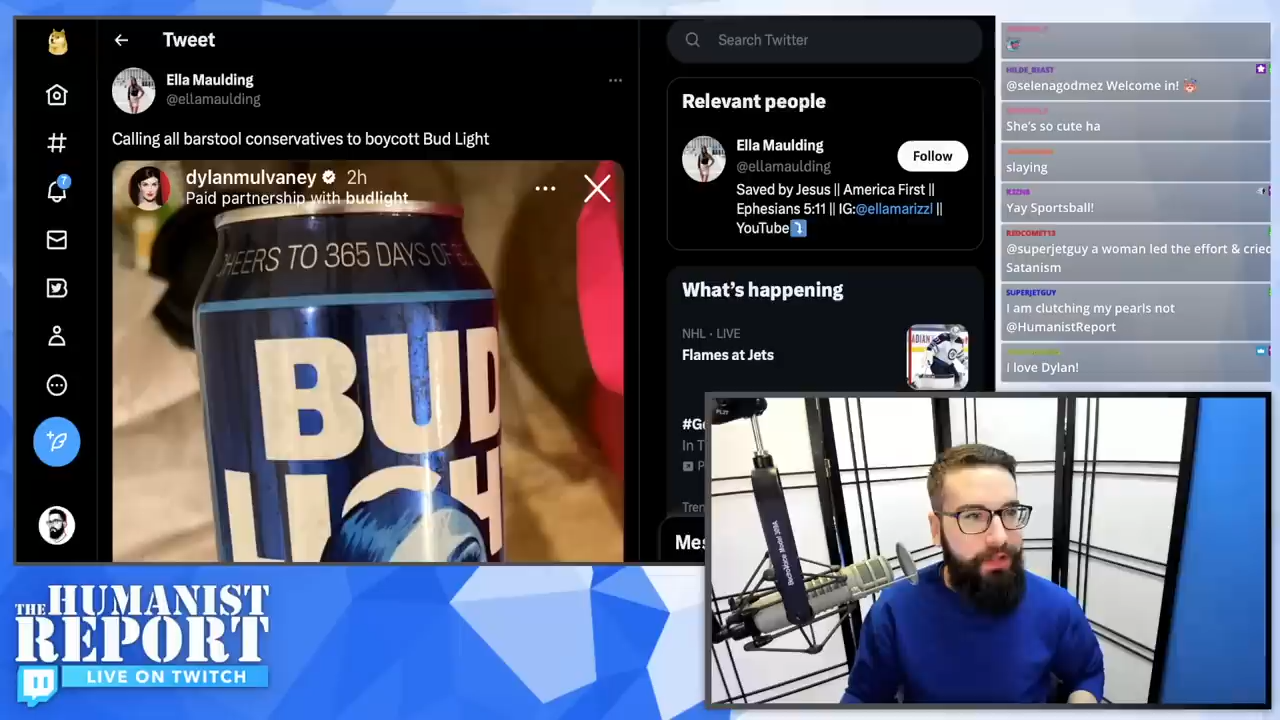 Tweet
Ella Maulding
@ellamaulding
Calling all barstool conservatives to boycott Bud Light
dylanmulvaney 2h
Paid partnership with budlight
CHEERS TO 365 DAYS OF
BUD
7
Search Twitter
Relevant people
Ella Maulding
@ellamaulding
Follow
Saved by Jesus || America First ||
Ephesians 5:11 || IG:@ellamarizzl ||
YouTube
What's happening
NHL · LIVE
Flames at Jets
HILDE_BEAST
@selenagodmez Welcome in!
She's so cute ha
slaying
Yay Sportsball!
REDCOMET13
@superjetguy a woman led the effort & cried
Satanism
SUPERJETGUY
I am clutching my pearls not
@HumanistReport
I love Dylan!
THE HUMANIST
REPORT
LIVE ON TWITCH